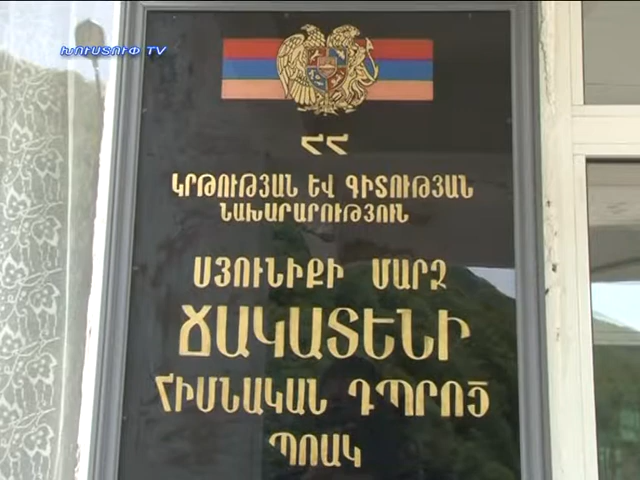 ԽՈՒՍՏՈՒՓ TV
ՀՀ
ԿՐԹՈՒԹՅԱՆ ԵՎ ԳԻՏՈՒԹՅԱՆ
ՆԱԽԱՐԱՐՈՒԹՅՈՒՆ
ՍՅՈՒՆԻՔԻ ՄԱՐԶ
ՃԱԿԱՏԵՆԻ
ՀԻՄՆԱԿԱՆ ԴՊՐՈՑ
ՊՈԱԿ